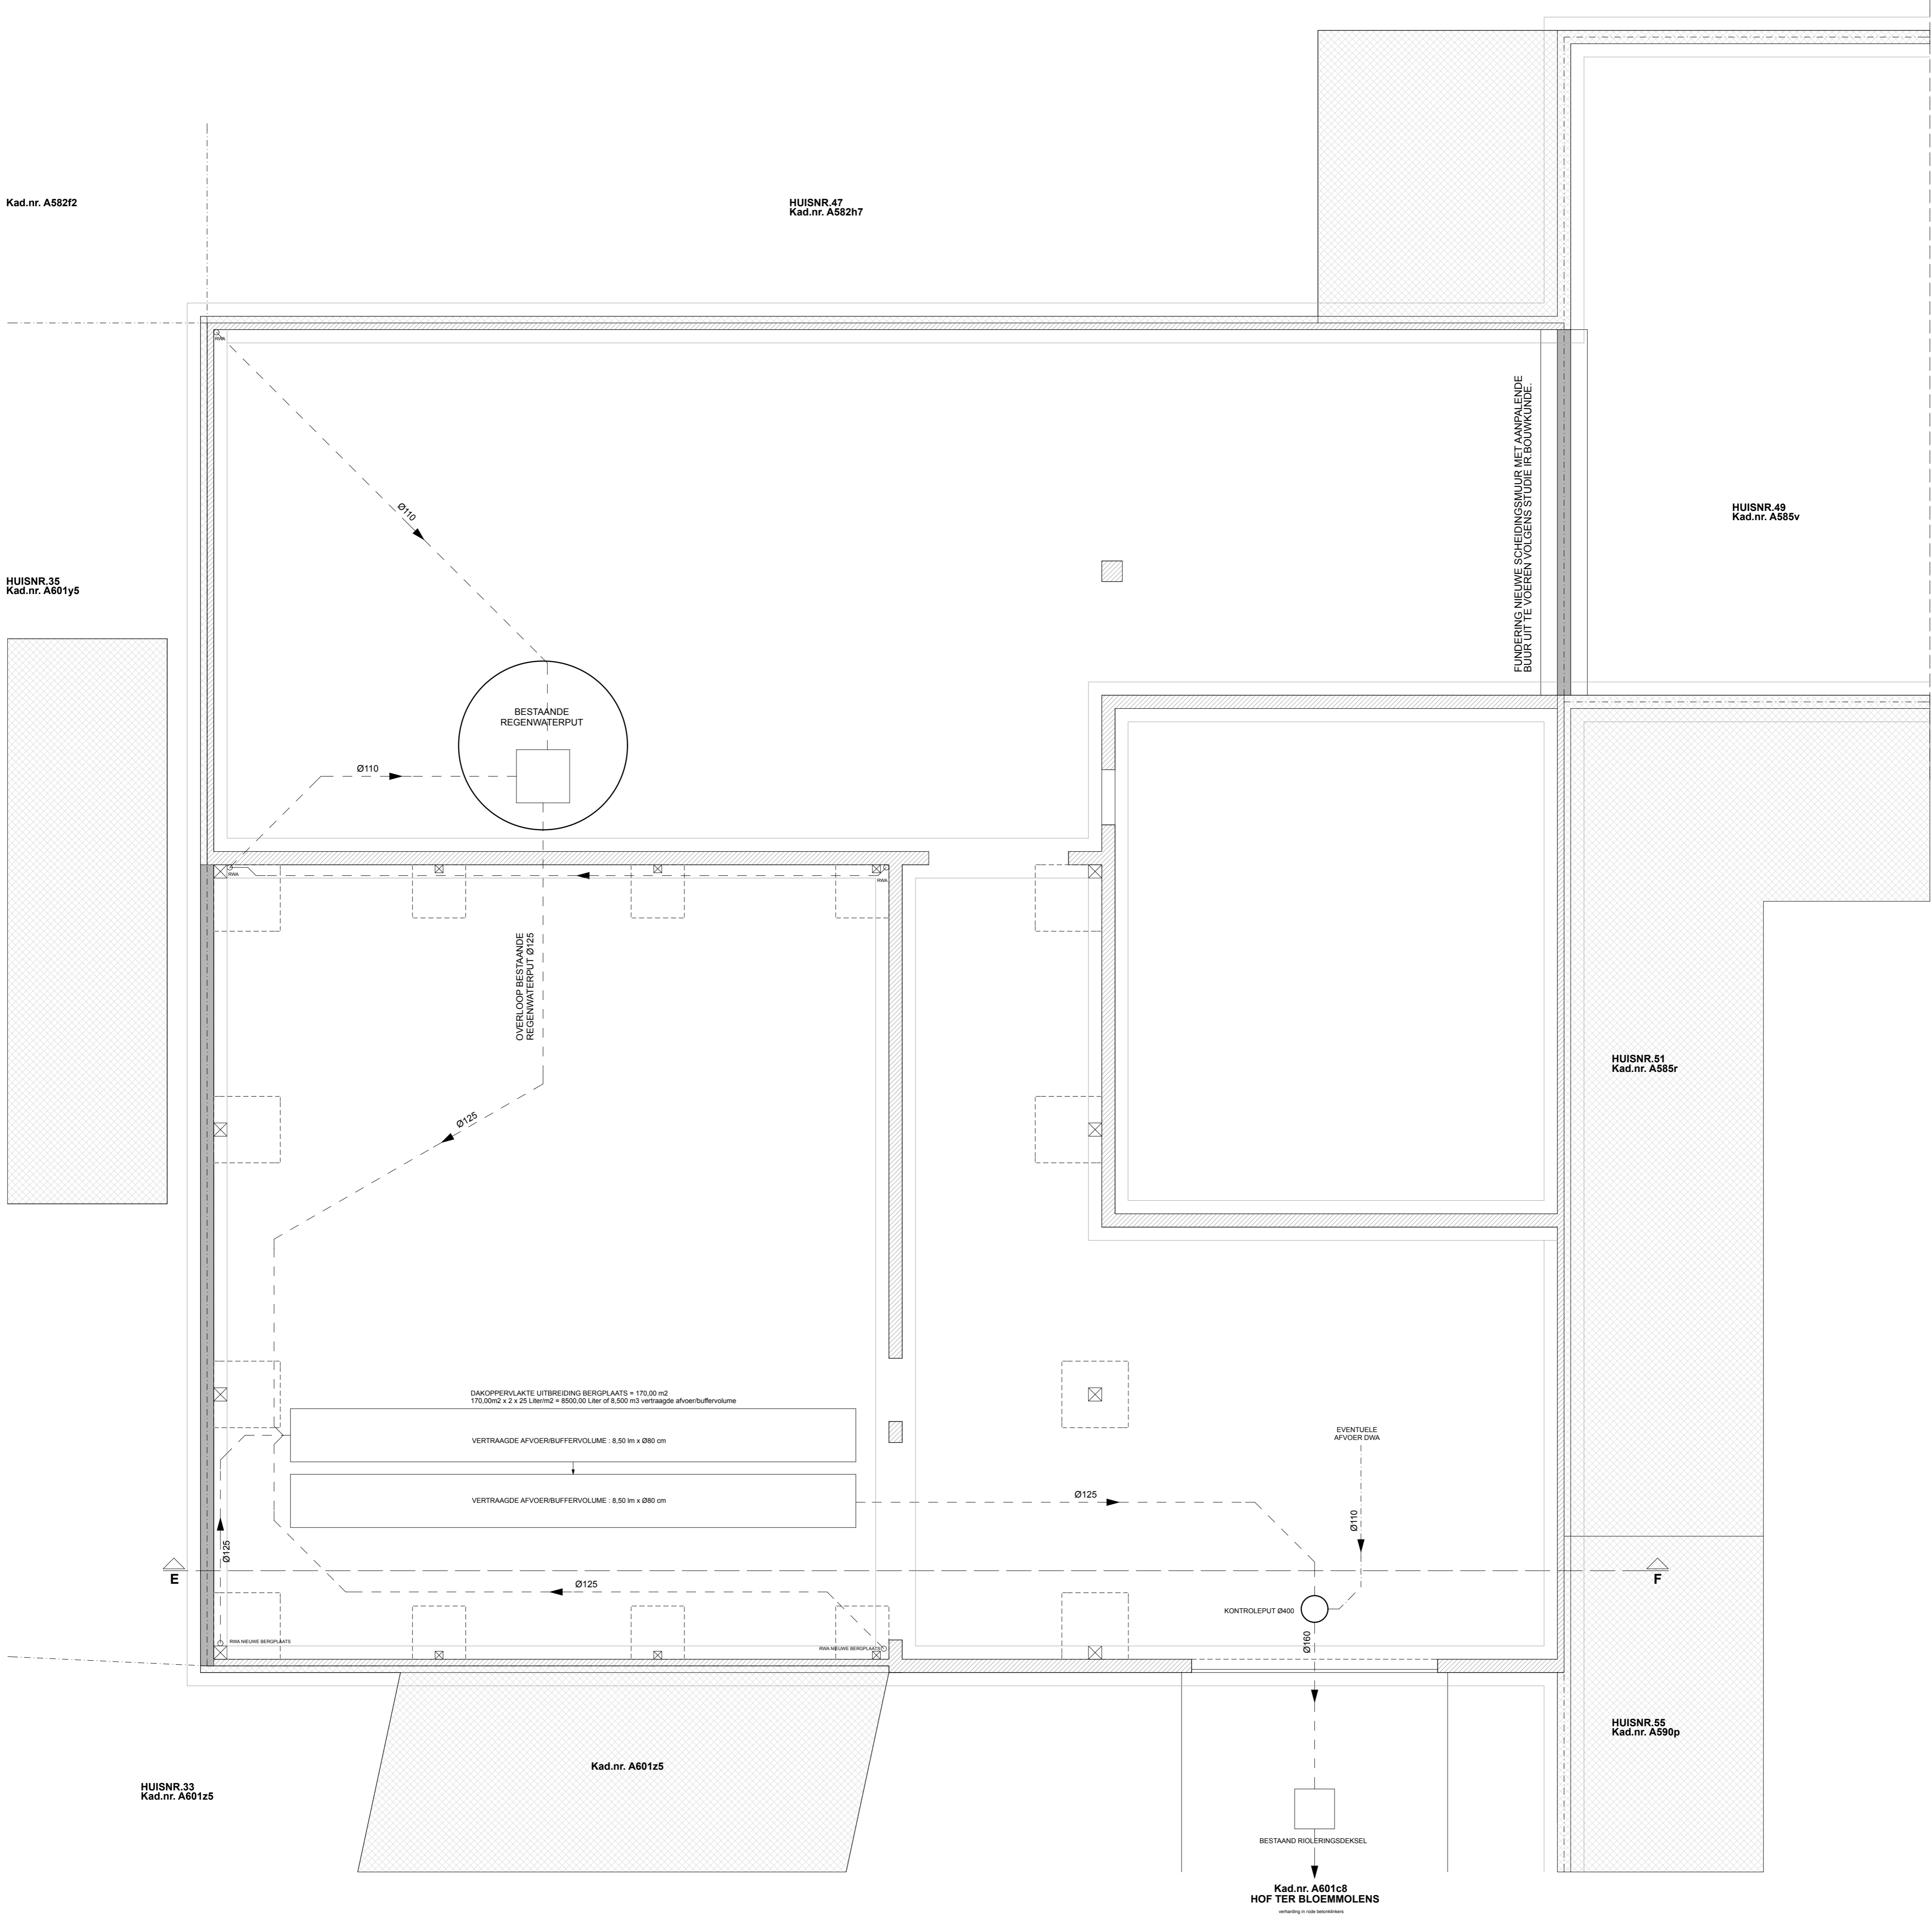 Kad.nr. A582f2
HUISNR.47
Kad.nr. A582h7
RWA
FUNDERING NIEUWE SCHEIDINGSMUUR MET AANPALENDE
BUUR UIT TE VOEREN VOLGENS STUDIE IR.BOUWKUNDE.
Ø110
HUISNR.49
Kad.nr. A585v
HUISNR.35
Kad.nr. A601y5
BESTAANDE
REGENWATERPUT
Ø110
RWA
RWA
OVERLOOP BESTAANDE
REGENWATERPUT Ø125
HUISNR.51
Kad.nr. A585r
Ø125
DAKOPPERVLAKTE UITBREIDING BERGPLAATS = 170,00 m2
170,00m2 x 2 x 25 Liter/m2 = 8500,00 Liter of 8,500 m3 vertraagde afvoer/buffervolume
VERTRAAGDE AFVOER/BUFFERVOLUME : 8,50 lm x Ø80 cm
EVENTUELE
AFVOER DWA
VERTRAAGDE AFVOER/BUFFERVOLUME : 8,50 lm x Ø80 cm
Ø125
Ø110
Ø125
E
F
Ø125
KONTROLEPUT Ø400
RWA NIEUWE BERGPLAATS
RWA NIEUWE BERGPLAATS
Ø160
HUISNR.55
Kad.nr. A590p
Kad.nr. A601z5
HUISNR.33
Kad.nr. A601z5
BESTAAND RIOLERINGSDEKSEL
Kad.nr. A601c8
HOF TER BLOEMMOLENS
verharding in rode betonklinkers